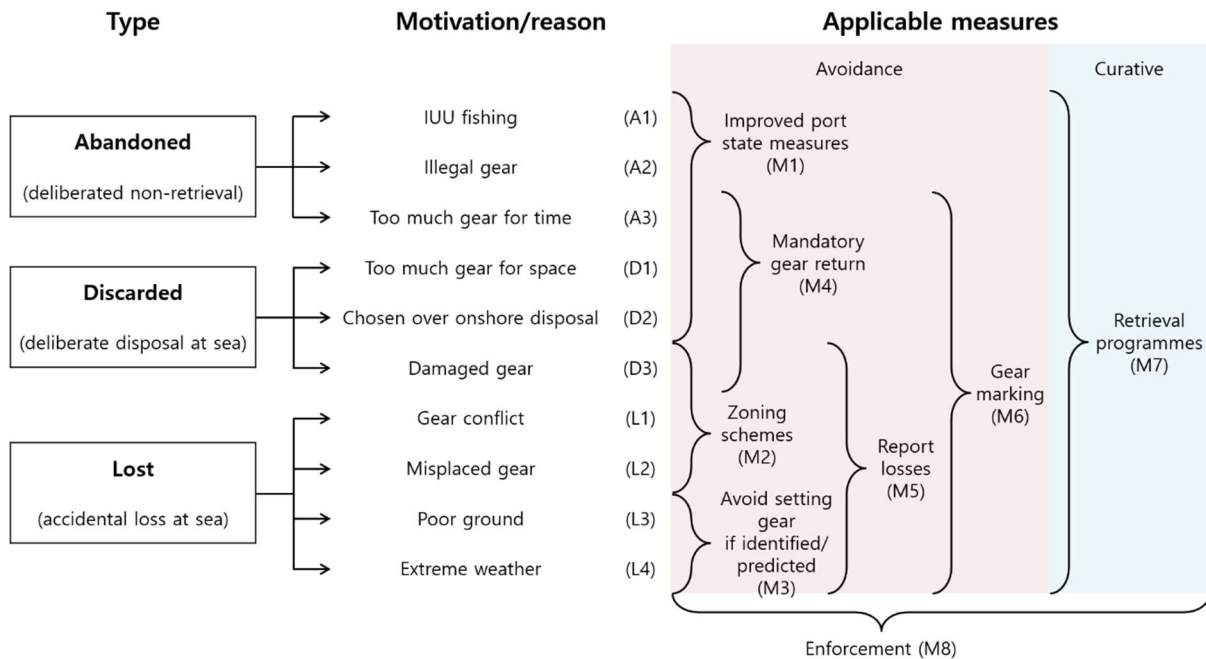 Type
Motivation/reason
Applicable measures
Avoidance
Curative
Abandoned
(deliberated non-retrieval)
IUU fishing
(A1)
Illegal gear
(A2)
Too much gear for time
(A3)
Discarded
(deliberate disposal at sea)
Too much gear for space
(D1)
Chosen over onshore disposal
(D2)
Damaged gear
(D3)
Lost
(accidental loss at sea)
Gear conflict
(L1)
Misplaced gear
(L2)
Poor ground
(L3)
Extreme weather
(L4)
Improved port
state measures
(M1)
Mandatory
gear return
(M4)
Zoning
schemes
(M2)
Avoid setting
gear
if identified/
predicted
(M3)
Report
losses
(M5)
Gear
marking
(M6)
Retrieval
programmes
(M7)
Enforcement (M8)